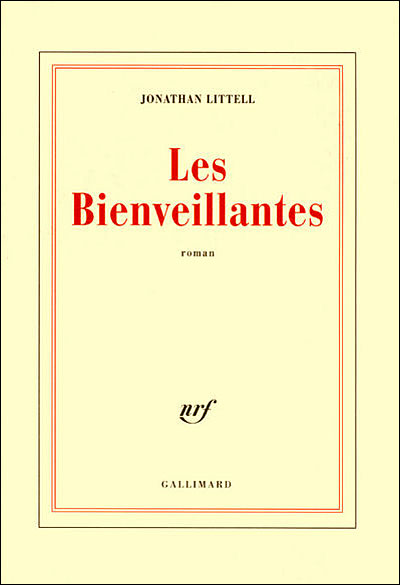 JONATHAN LITTELL
Les
Bienveillantes
roman
nrf
GALLIMARD